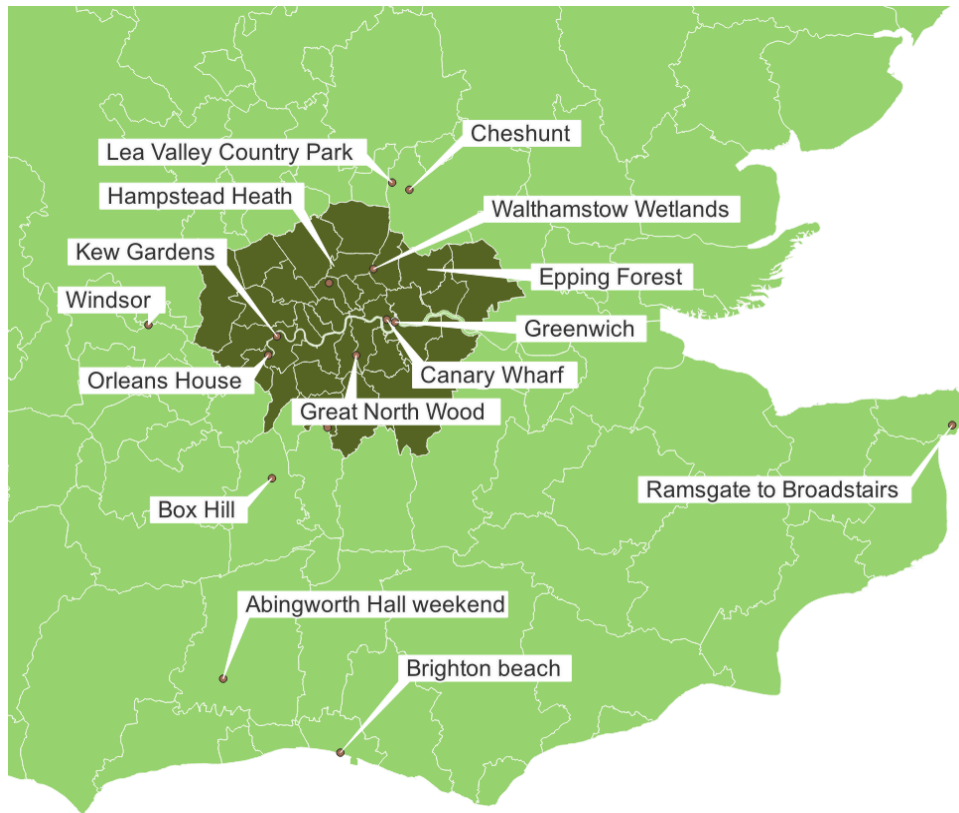 Cheshunt
Lea Valley Country Park
Hampstead Heath
Walthamstow Wetlands
Kew Gardens
Epping Forest
Windsor
Greenwich
Orleans House
Canary Wharf
Great North Wood
Ramsgate to Broadstairs
Box Hill
Abingworth Hall weekend
Brighton beach